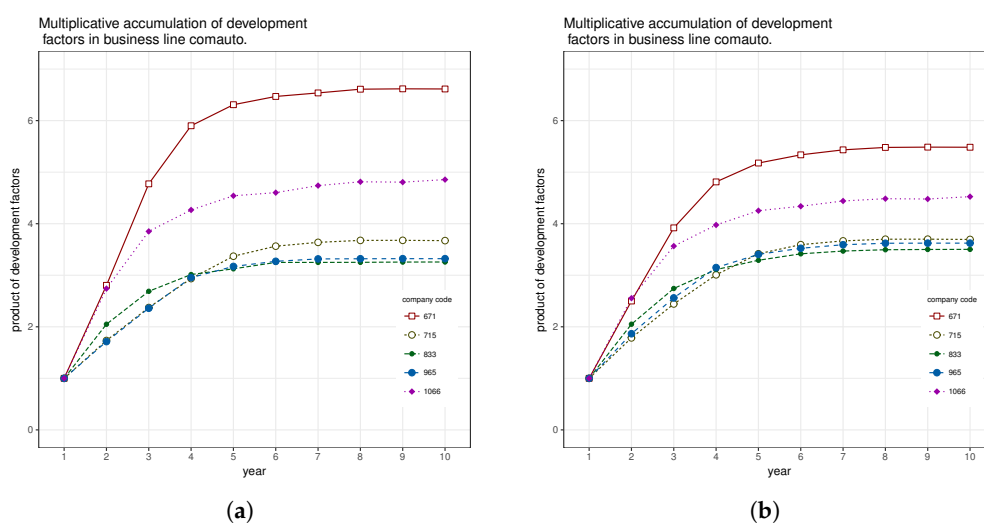 Multiplicative accumulation of development
factors in business line comauto.
product of development factors
6
4
2
0
1 2 3 4 5 6 7 8 9 10
year
company code
671
715
833
965
1066
(a)
Multiplicative accumulation of development
factors in business line comauto.
product of development factors
6
4
2
0
1 2 3 4 5 6 7 8 9 10
year
company code
671
715
833
965
1066
(b)